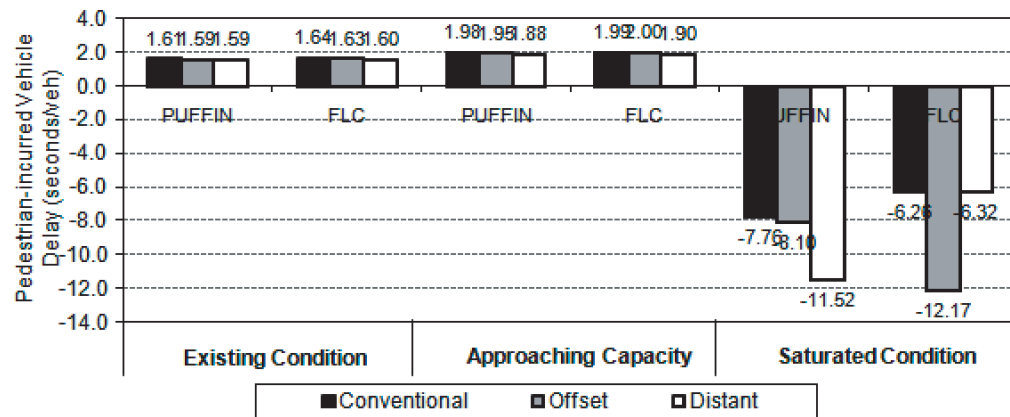 Pedestrian-incurred Vehicle
Delay (seconds/veh)
4.0
2.0
0.0
-2.0
-4.0
-6.0
-8.0
-10.0
-12.0
-14.0
1.61 1.59 1.59
1.64 1.63 1.60
1.98 1.95 1.88
1.99 2.00 1.90
PUFFIN FLC PUFFIN FLC UFFIN FLC
-7.76 -8.10 -11.52
-6.26 -12.17 -6.32
Existing Condition Approaching Capacity Saturated Condition
Conventional Offset Distant